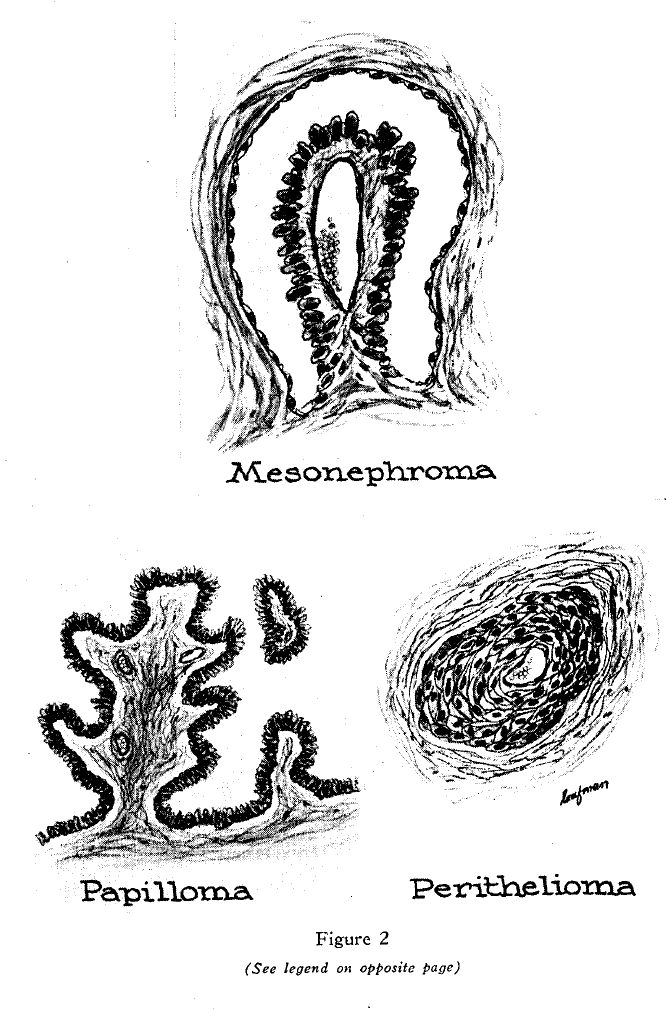 Mesonephroma
Papilloma
Perithelioma
Figure 2
(See legend on opposite page)